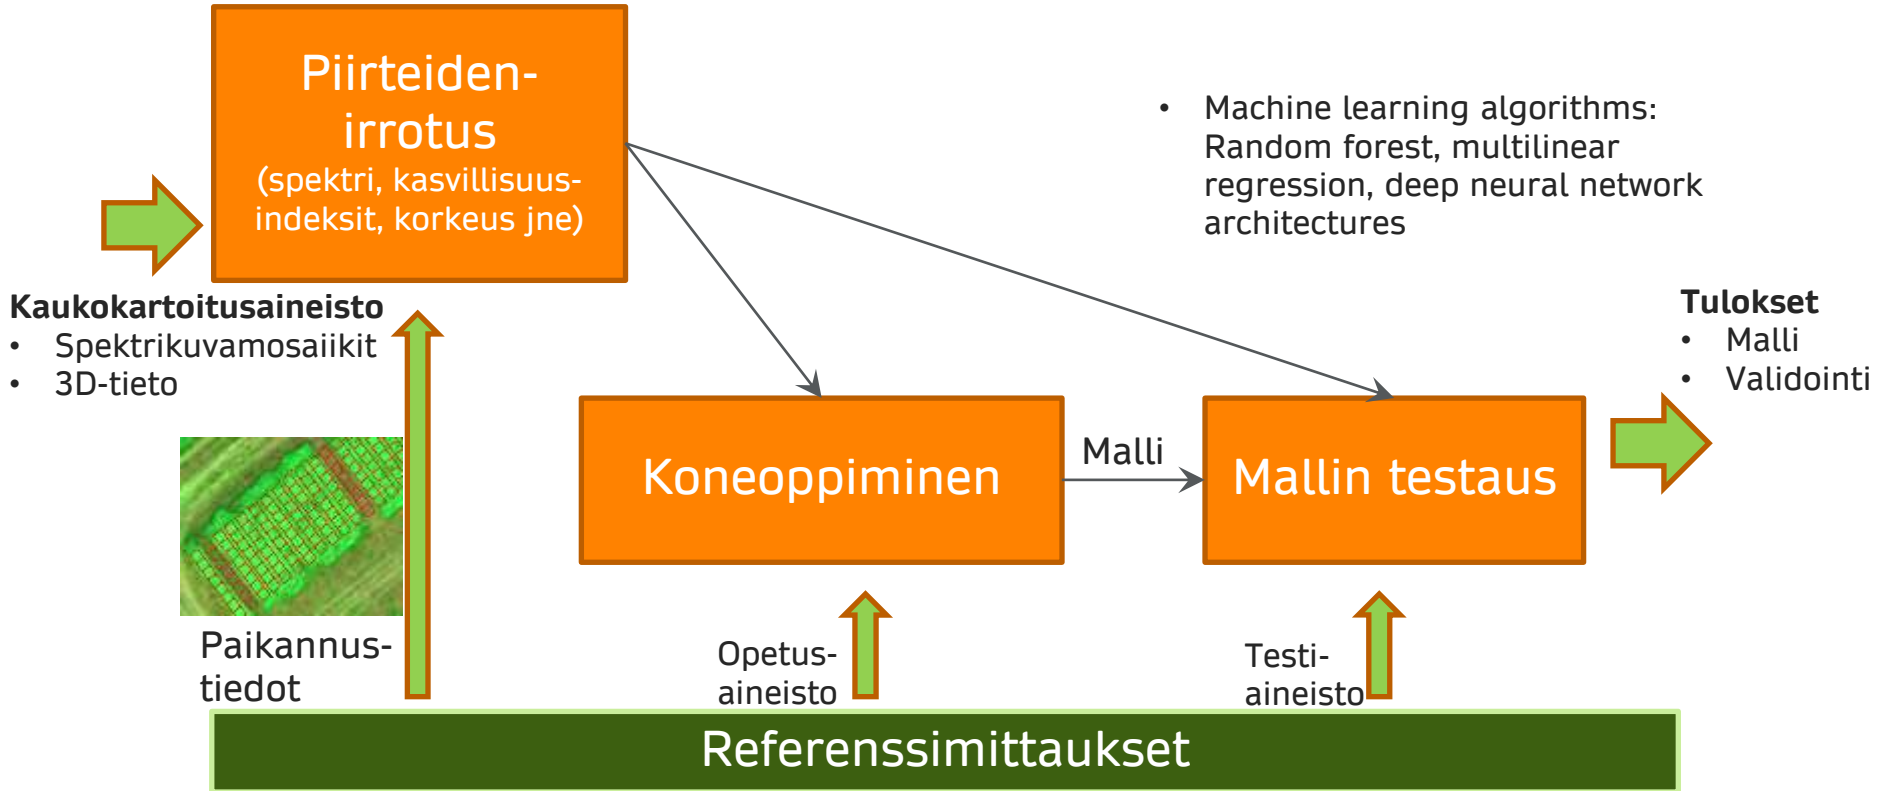 Piirteiden-
irrotus
(spektri, kasvillisuus-
indeksit, korkeus jne)
• Machine learning algorithms:
Random forest, multilinear
regression, deep neural network
architectures
Kaukokartoitusaineisto
• Spektrikuvamosaiikit
• 3D-tieto
Tulokset
• Malli
• Validointi
Koneoppiminen
Malli
Mallin testaus
Paikannus-
tiedot
Opetus-
aineisto
Testi-
aineisto
Referenssimittaukset